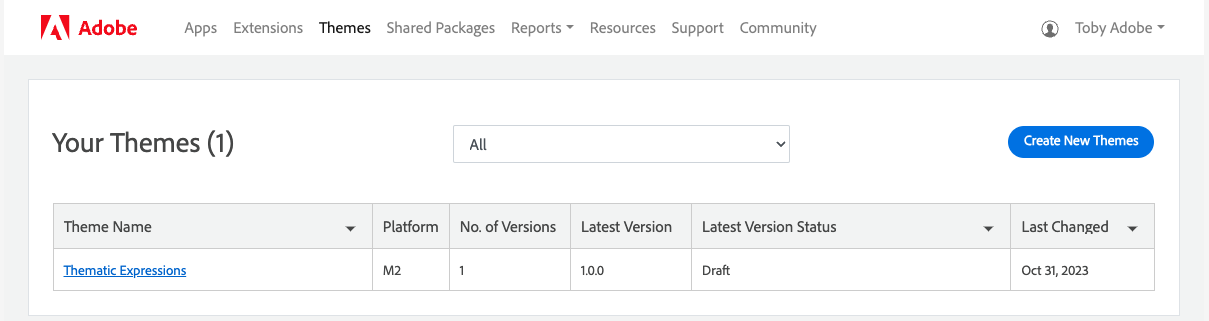 Adobe Apps Extensions Themes Shared Packages Reports Resources Support Community Toby Adobe
Your Themes (1) All Create New Themes
Theme Name Platform No. of Versions Latest Version Latest Version Status Last Changed
Thematic Expressions M2 1 1.0.0 Draft Oct 31, 2023